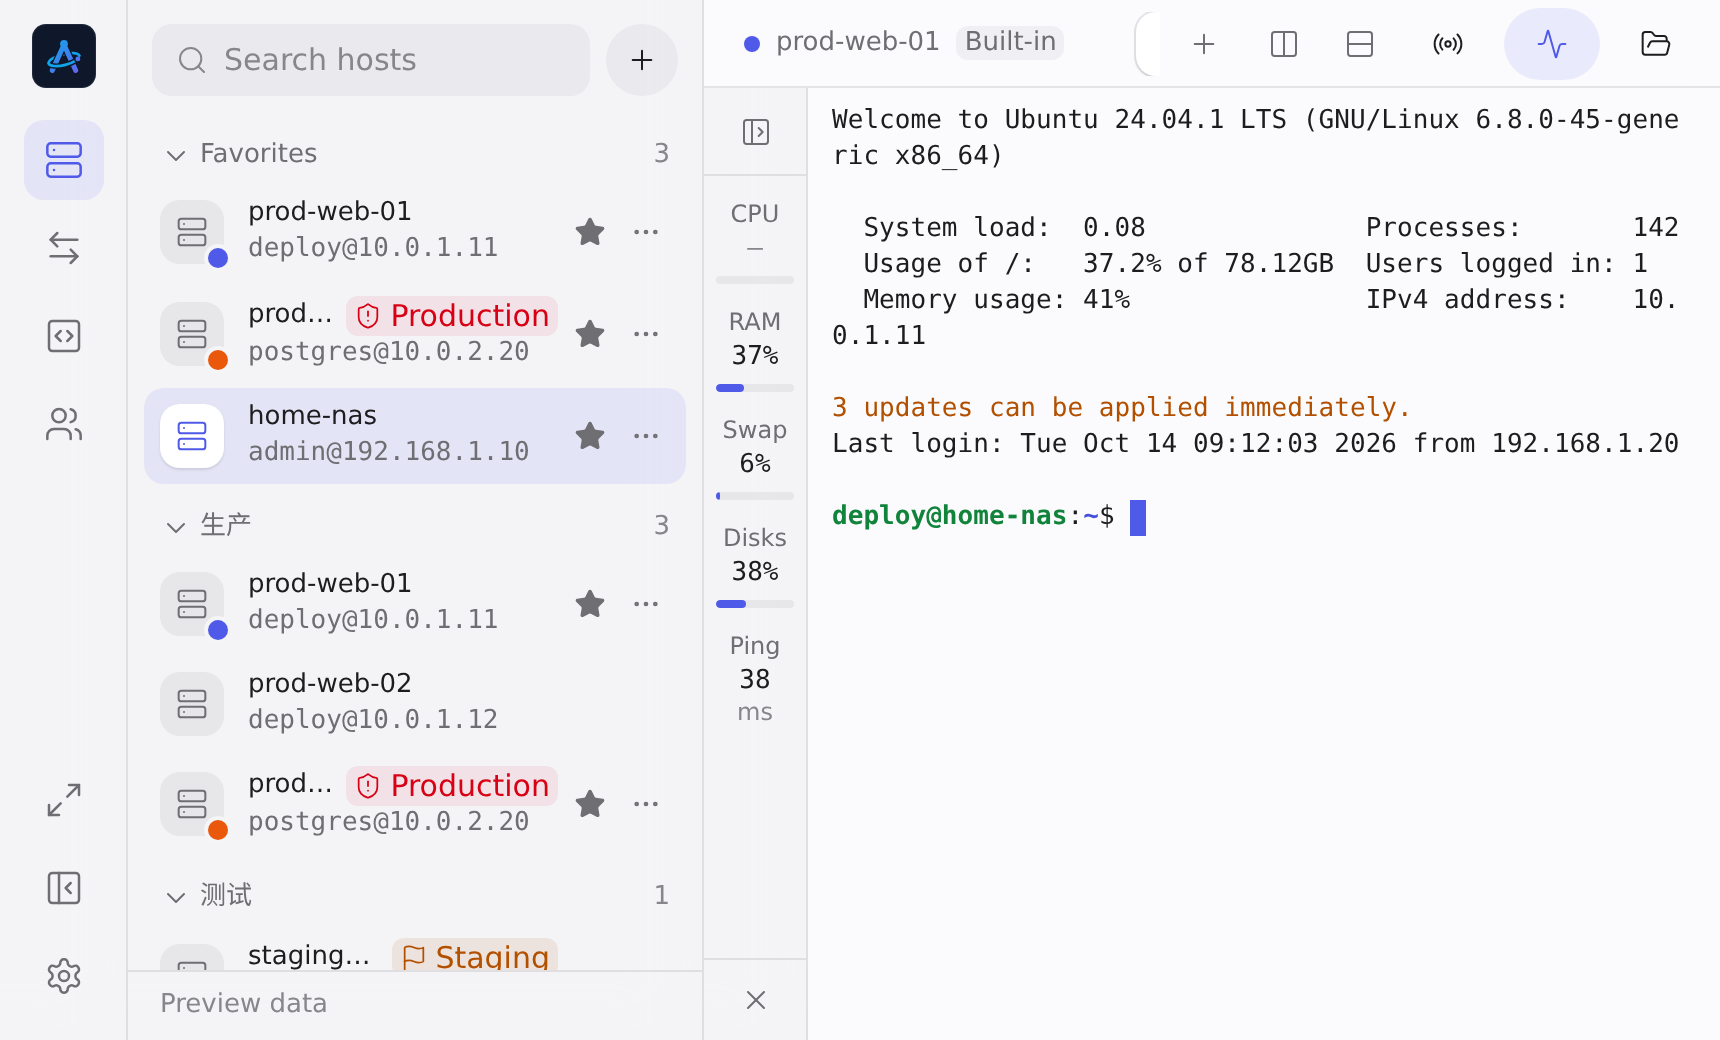 Search hosts
Favorites 3
prod-web-01
deploy@10.0.1.11
prod... Production
postgres@10.0.2.20
home-nas
admin@192.168.1.10
生产 3
prod-web-01
deploy@10.0.1.11
prod-web-02
deploy@10.0.1.12
prod... Production
postgres@10.0.2.20
测试 1
staging... Staging
Preview data
prod-web-01 Built-in
CPU
—
RAM
37%
Swap
6%
Disks
38%
Ping
38
ms
Welcome to Ubuntu 24.04.1 LTS (GNU/Linux 6.8.0-45-gene
ric x86_64)
System load: 0.08 Processes: 142
Usage of /: 37.2% of 78.12GB Users logged in: 1
Memory usage: 41% IPv4 address: 10.
0.1.11
3 updates can be applied immediately.
Last login: Tue Oct 14 09:12:03 2026 from 192.168.1.20
deploy@home-nas:~$